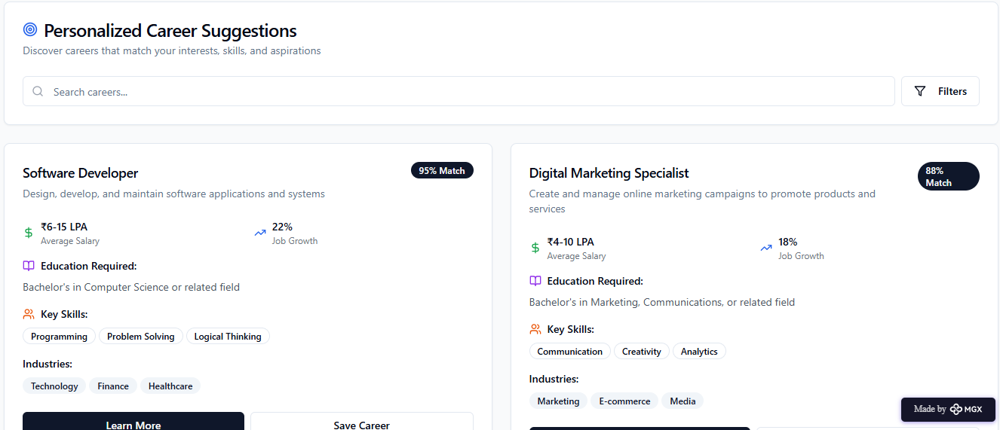 Personalized Career Suggestions
Discover careers that match your interests, skills, and aspirations
Search careers...
Filters
Software Developer
95% Match
Design, develop, and maintain software applications and systems
₹6-15 LPA
Average Salary
22%
Job Growth
Education Required:
Bachelor's in Computer Science or related field
Key Skills:
Programming
Problem Solving
Logical Thinking
Industries:
Technology
Finance
Healthcare
Learn More
Save Career
Digital Marketing Specialist
88%
Match
Create and manage online marketing campaigns to promote products and
services
₹4-10 LPA
Average Salary
18%
Job Growth
Education Required:
Bachelor's in Marketing, Communications, or related field
Key Skills:
Communication
Creativity
Analytics
Industries:
Marketing
E-commerce
Media
Made by MGX